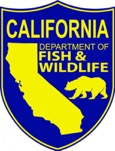 CALIFORNIA
DEPARTMENT OF
FISH &
WILDLIFE